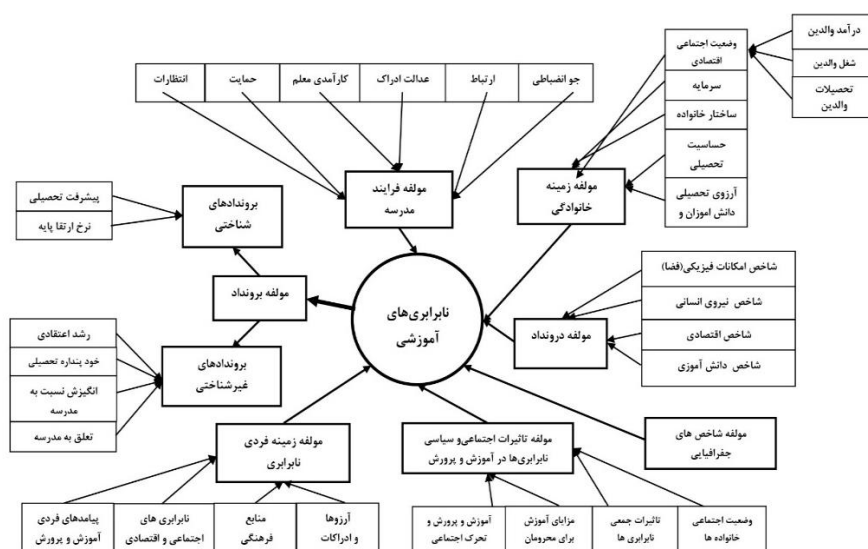 درآمد والدین
شغل والدین
تحصیلات
والدین
وضعیت اجتماعی
اقتصادی
سرمایه
ساختار خانواده
حساسیت
تحصیلی
آرزوی تحصیلی
دانش اموزان و
جو انضباطی
ارتباط
عدالت ادراک
کارآمدی معلم
حمایت
انتظارات
مولفه زمینه
خانوادگی
مولفه فرایند
مدرسه
بروندادهای
شناختی
پیشرفت تحصیلی
نرخ ارتقا پایه
شاخص امکانات فیزیکی(فضا)
شاخص نیروی انسانی
شاخص اقتصادی
شاخص دانش آموزی
مولفه درونداد
نابرابری‌های
آموزشی
مولفه برونداد
بروندادهای
غیرشناختی
رشد اعتقادی
خود پنداره تحصیلی
انگیزش نسبت به
مدرسه
تعلق به مدرسه
مولفه شاخص های
جغرافیایی
مولفه تاثیرات اجتماعی‌و سیاسی
نابرابری‌ها در آموزش و پرورش
مولفه زمینه فردی
نابرابری
وضعیت اجتماعی
خانواده ها
تاثیرات جمعی
نابرابری ها
مزایای آموزش
برای محرومان
آموزش و پرورش و
تحرک اجتماعی
آرزوها
و ادراکات
منابع
فرهنگی
نابرابری های
اجتماعی و اقتصادی
پیامدهای فردی
آموزش و پرورش